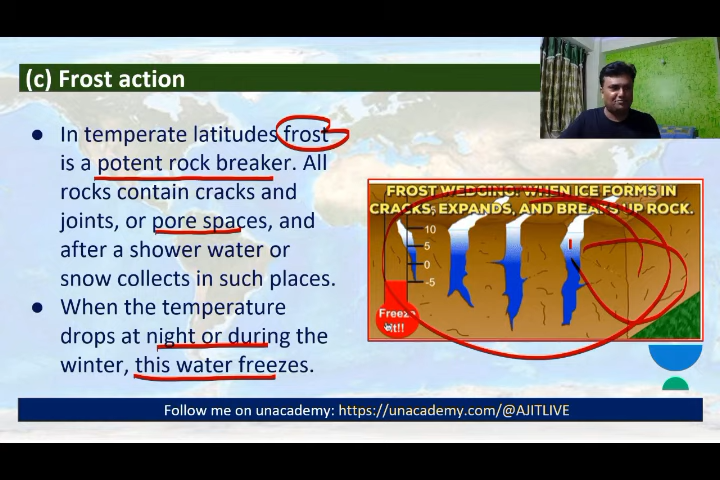 (c) Frost action
● In temperate latitudes frost
is a potent rock breaker. All
rocks contain cracks and
joints, or pore spaces, and
after a shower water or
snow collects in such places.
● When the temperature
drops at night or during the
winter, this water freezes.
FROST WEDGING: WHEN ICE FORMS IN
CRACKS, EXPANDS, AND BREAKS UP ROCK.
10
5
0
-5
Freeze
it!!
Follow me on unacademy: https://unacademy.com/@AJITLIVE